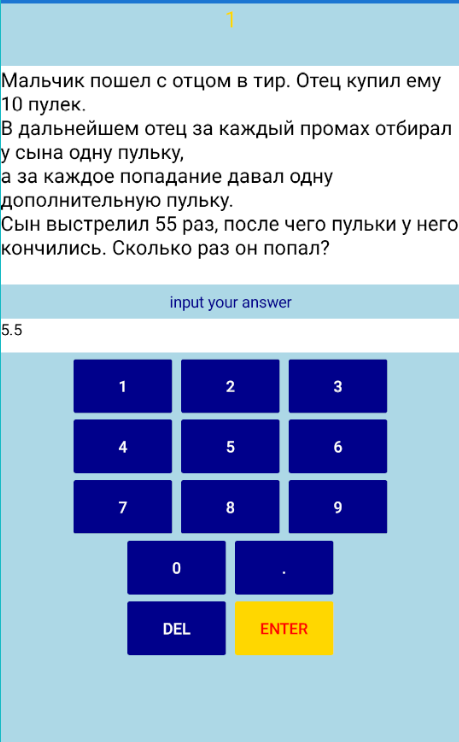 1
Мальчик пошел с отцом в тир. Отец купил ему
10 пулек.
В дальнейшем отец за каждый промах отбирал
у сына одну пульку,
а за каждое попадание давал одну
дополнительную пульку.
Сын выстрелил 55 раз, после чего пульки у него
кончились. Сколько раз он попал?
input your answer
5.5
1 2 3
4 5 6
7 8 9
0 .
DEL ENTER